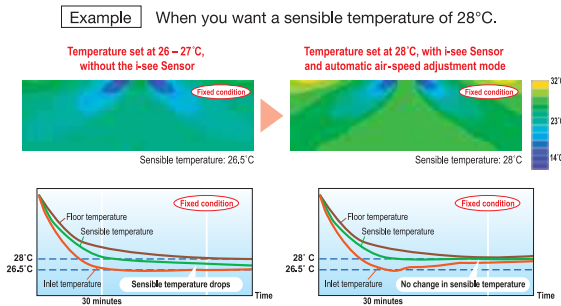 Example When you want a sensible temperature of 28°C.
Temperature set at 26 – 27°C,
without the i-see Sensor
Temperature set at 28°C, with i-see Sensor
and automatic air-speed adjustment mode
Fixed condition
Fixed condition
32℃
23℃
14℃
Sensible temperature: 26.5°C
Sensible temperature: 28°C
Fixed condition
Floor temperature
Sensible temperature
28°C
26.5°C
Inlet temperature
Sensible temperature drops
30 minutes
Time
Fixed condition
Floor temperature
Sensible temperature
28°C
26.5°C
Inlet temperature
No change in sensible temperature
30 minutes
Time